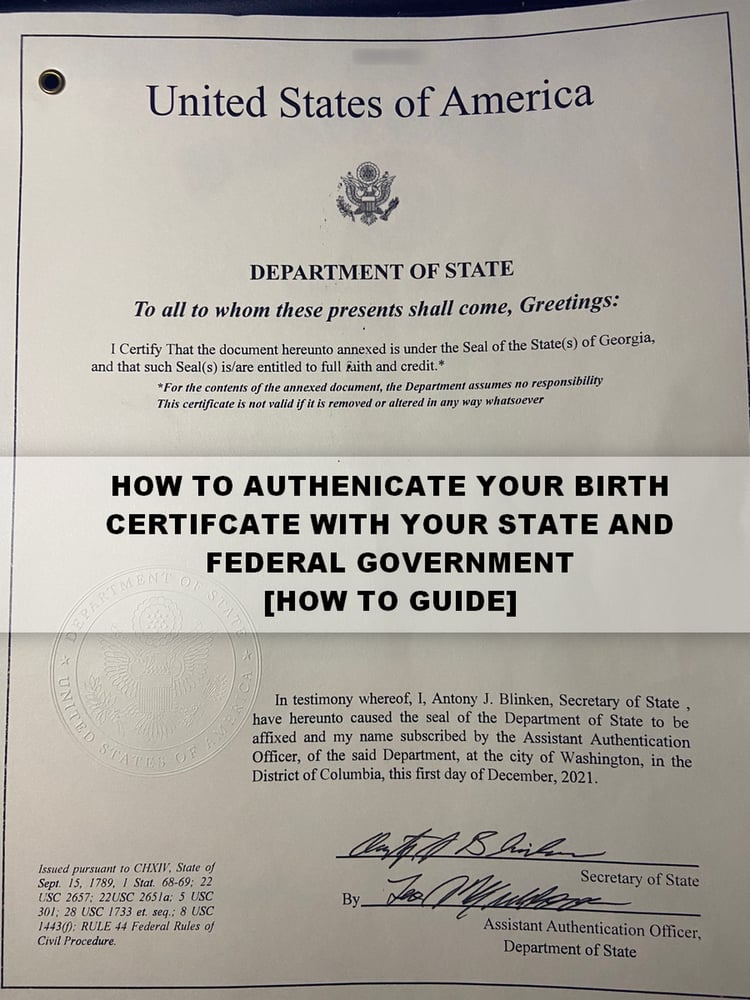 United States of America
DEPARTMENT OF STATE
To all to whom these presents shall come, Greetings:
I Certify That the document hereunto annexed is under the Seal of the State(s) of Georgia,
and that such Seal(s) is/are entitled to full faith and credit.*
*For the contents of the annexed document, the Department assumes no responsibility
This certificate is not valid if it is removed or altered in any way whatsoever
HOW TO AUTHENICATE YOUR BIRTH
CERTIFCATE WITH YOUR STATE AND
FEDERAL GOVERNMENT
[HOW TO GUIDE]
DEPARTMENT OF STATE
UNITED STATES OF AMERICA
In testimony whereof, I, Antony J. Blinken, Secretary of State ,
have hereunto caused the seal of the Department of State to be
affixed and my name subscribed by the Assistant Authentication
Officer, of the said Department, at the city of Washington, in the
District of Columbia, this first day of December, 2021.
Secretary of State
By
Assistant Authentication Officer,
Department of State
Issued pursuant to CHXIV, State of
Sept. 15, 1789, 1 Stat. 68-69; 22
USC 2657; 22USC 2651a; 5 USC
301; 28 USC 1733 et. seq.; 8 USC
1443(f); RULE 44 Federal Rules of
Civil Procedure.